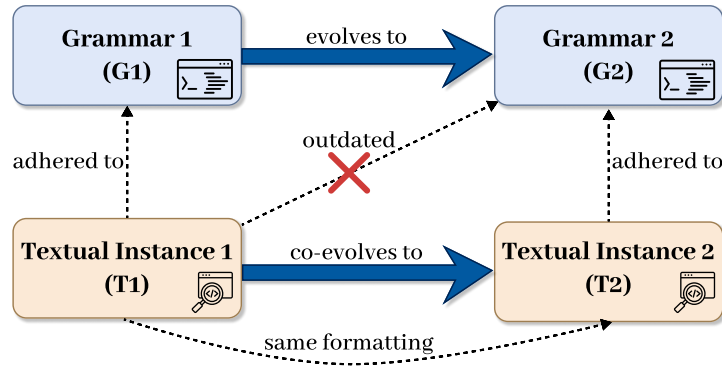 Grammar 1
(G1)
evolves to
Grammar 2
(G2)
adhered to
outdated
adhered to
Textual Instance 1
(T1)
co-evolves to
Textual Instance 2
(T2)
same formatting